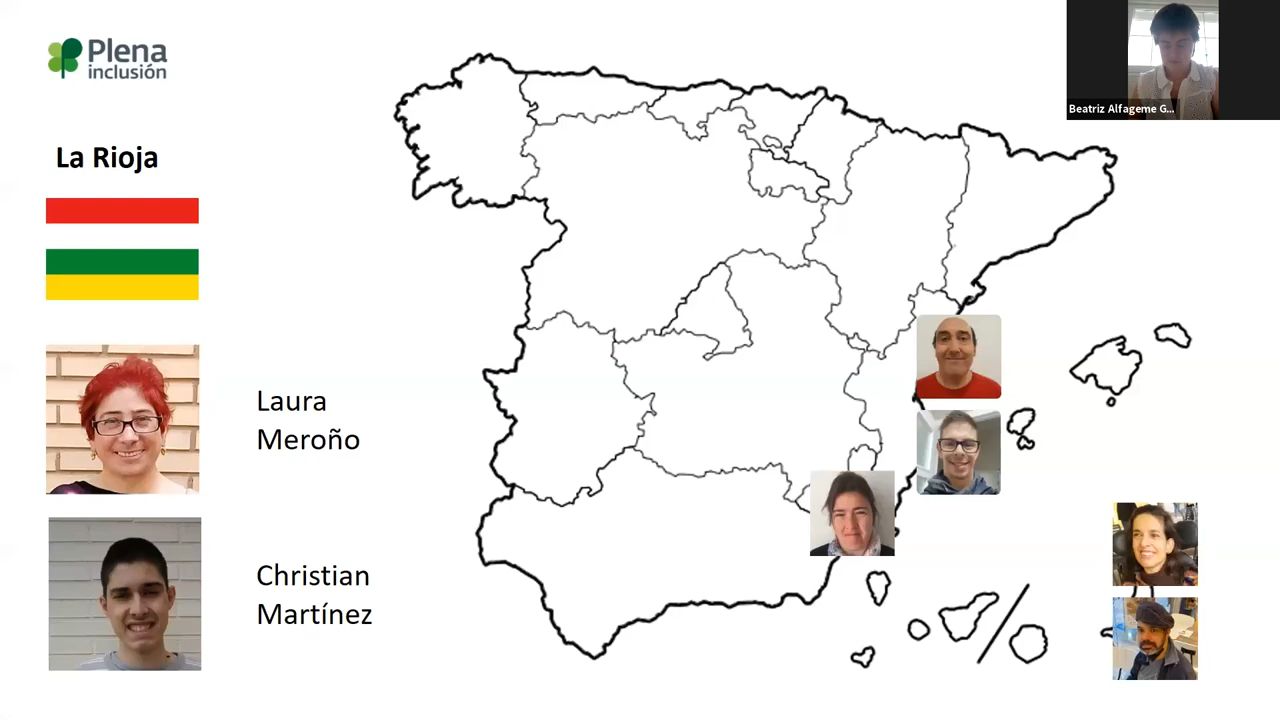 Plena
inclusión
La Rioja
Laura
Meroño
Christian
Martínez
Beatriz Alfageme G...